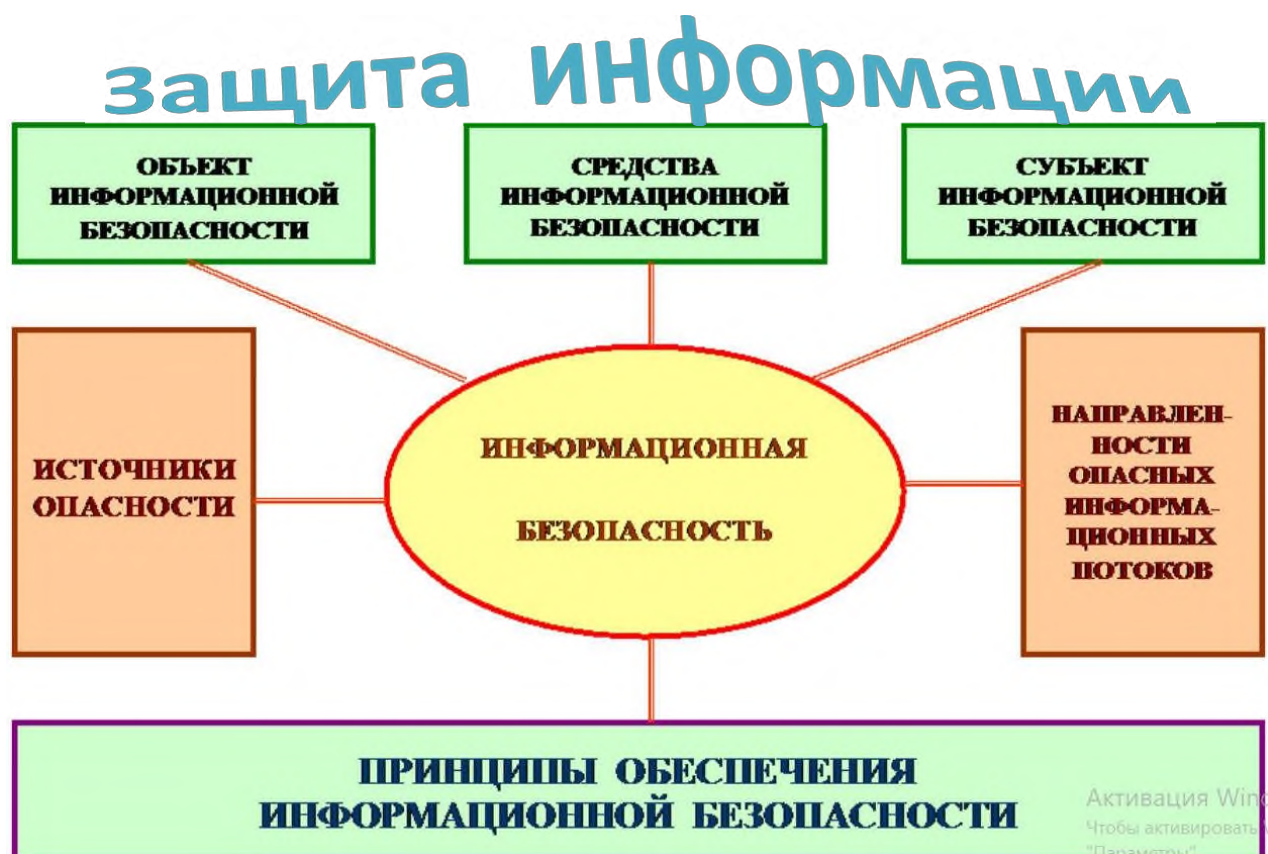 защита информации
ОБЪЕКТ
ИНФОРМАЦИОННОЙ
БЕЗОПАСНОСТИ
СРЕДСТВА
ИНФОРМАЦИОННОЙ
БЕЗОПАСНОСТИ
СУБЪЕКТ
ИНФОРМАЦИОННОЙ
БЕЗОПАСНОСТИ
ИСТОЧНИКИ
ОПАСНОСТИ
ИНФОРМАЦИОННАЯ
БЕЗОПАСНОСТЬ
НАПРАВЛЕН-
НОСТИ
ОПАСНЫХ
ИНФОРМА-
ЦИОННЫХ
ПОТОКОВ
ПРИНЦИПЫ ОБЕСПЕЧЕНИЯ
ИНФОРМАЦИОННОЙ БЕЗОПАСНОСТИ
Активация Win
Чтобы активировать
"Параметры"